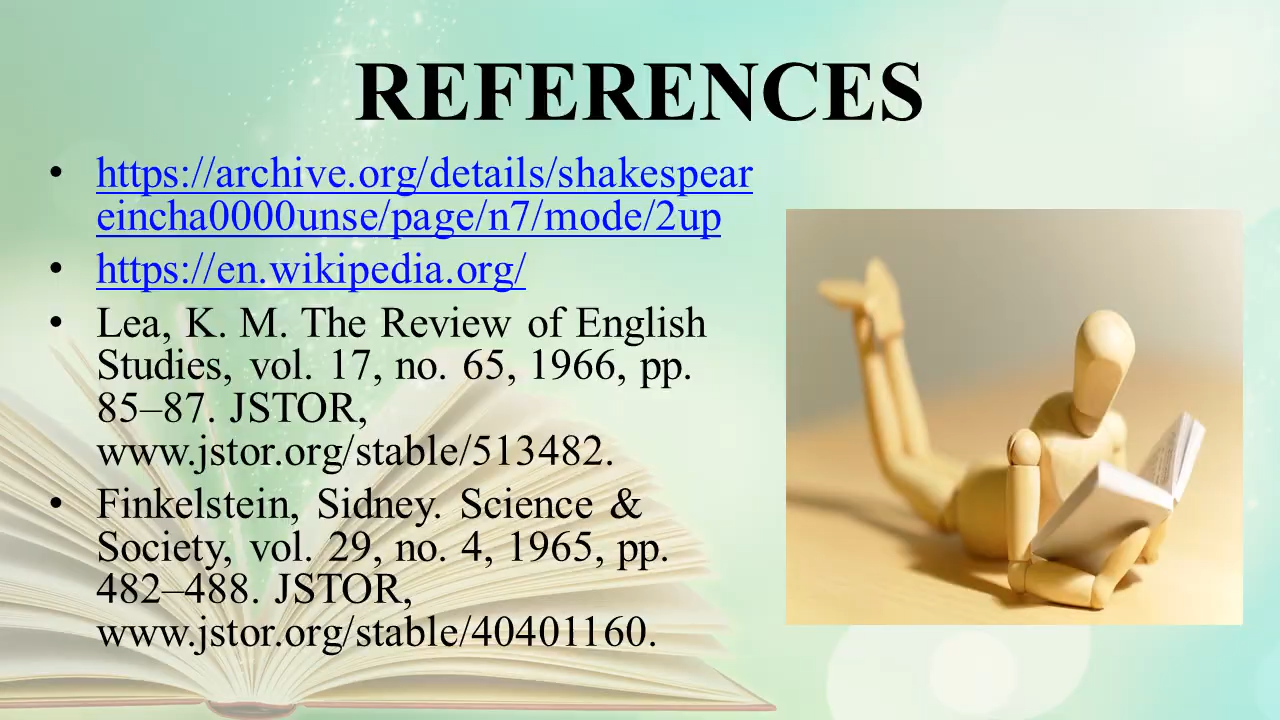 REFERENCES
• https://archive.org/details/shakespear
eincha0000unse/page/n7/mode/2up
• https://en.wikipedia.org/
• Lea, K. M. The Review of English
Studies, vol. 17, no. 65, 1966, pp.
85–87. JSTOR,
www.jstor.org/stable/513482.
• Finkelstein, Sidney. Science &
Society, vol. 29, no. 4, 1965, pp.
482–488. JSTOR,
www.jstor.org/stable/40401160.